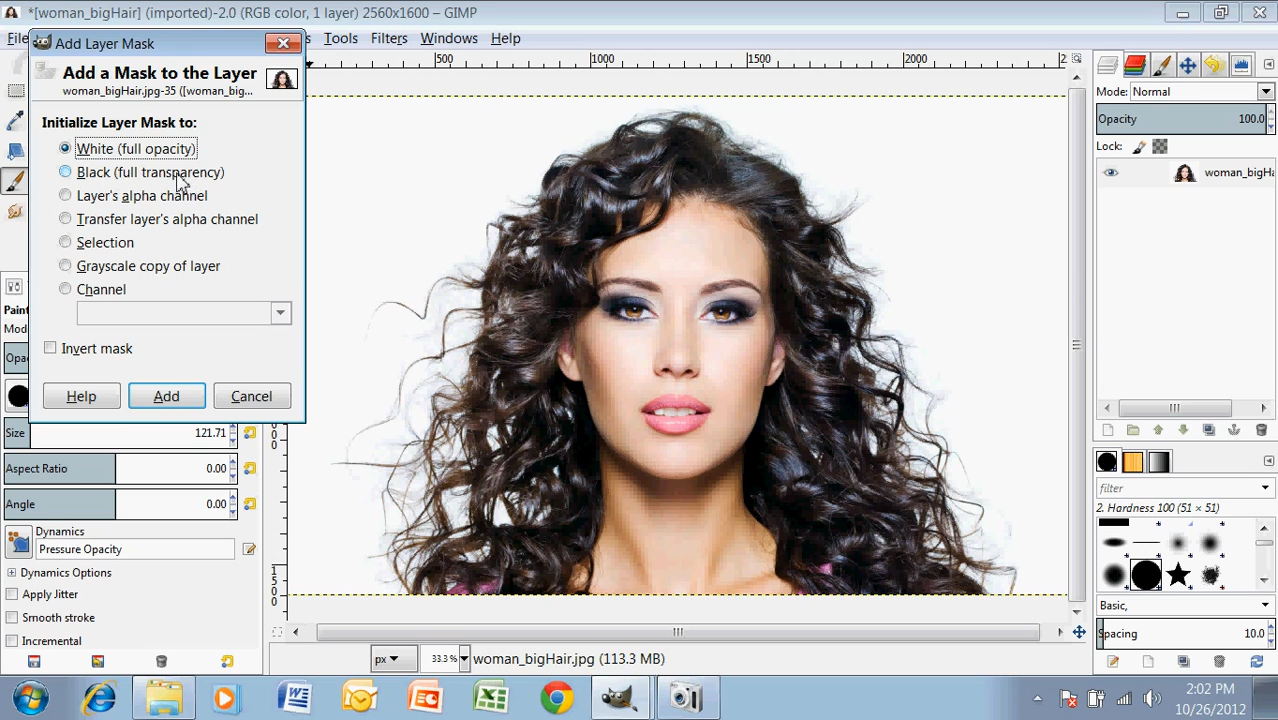 *[woman_bigHair] (imported)-2.0 (RGB color, 1 layer) 2560x1600 – GIMP
Tools Filters Windows Help
Add Layer Mask
Add a Mask to the Layer
woman_bigHair.jpg-35 ([woman_big...
Initialize Layer Mask to:
White (full opacity)
Black (full transparency)
Layer's alpha channel
Transfer layer's alpha channel
Selection
Grayscale copy of layer
Channel
Invert mask
Help Add Cancel
Size 121.71
Aspect Ratio 0.00
Angle 0.00
Dynamics
Pressure Opacity
Dynamics Options
Apply Jitter
Smooth stroke
Incremental
500 1000 1500 2000
px 33.3 % woman_bigHair.jpg (113.3 MB)
Mode: Normal
Opacity 100.0
Lock:
woman_bigHa
filter
2. Hardness 100 (51 × 51)
Basic,
Spacing 10.0
2:02 PM
10/26/2012